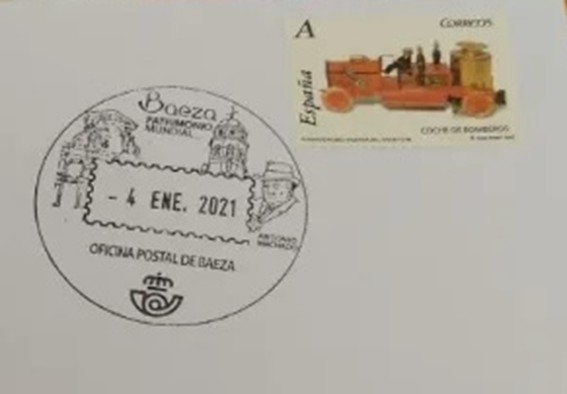 A
CORREOS
España
COCHE DE BOMBEROS
Baeza
PATRIMONIO
MUNDIAL
- 4 ENE. 2021
ANTONIO
MACHADO
OFICINA POSTAL DE BAEZA